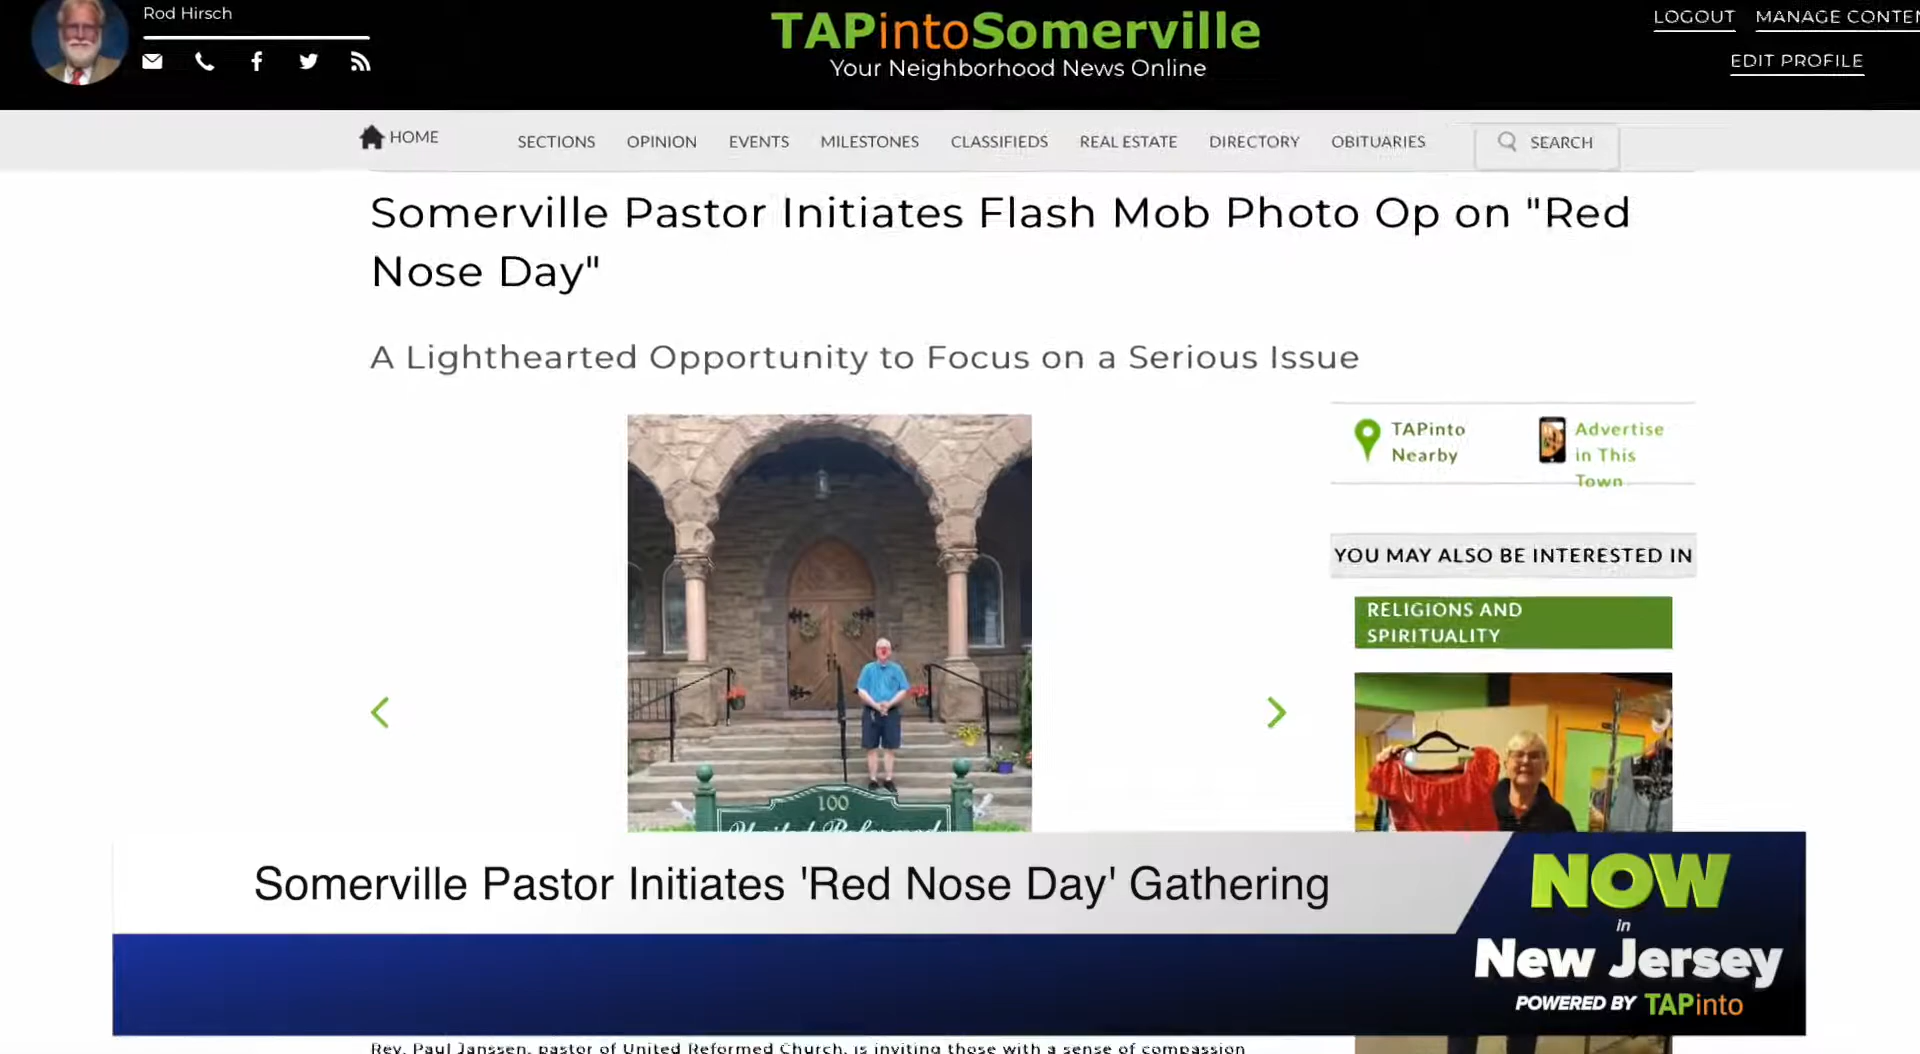 Rod Hirsch
TAPintoSomerville
Your Neighborhood News Online
LOGOUT MANAGE CONTEN
EDIT PROFILE
HOME SECTIONS OPINION EVENTS MILESTONES CLASSIFIEDS REAL ESTATE DIRECTORY OBITUARIES SEARCH
Somerville Pastor Initiates Flash Mob Photo Op on "Red
Nose Day"
A Lighthearted Opportunity to Focus on a Serious Issue
TAPinto
Nearby
Advertise
in This
Town
YOU MAY ALSO BE INTERESTED IN
RELIGIONS AND
SPIRITUALITY
100
United Reformed
Somerville Pastor Initiates 'Red Nose Day' Gathering
NOW
in
New Jersey
POWERED BY TAPinto
Rev. Paul Janssen, pastor of United Reformed Church, is inviting those with a sense of compassion